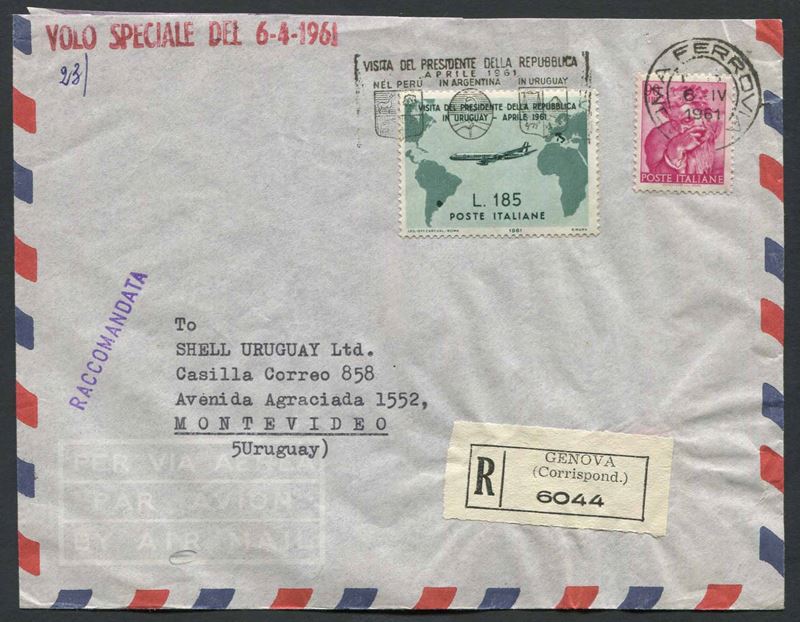 VOLO SPECIALE DEL 6-4-1961
23)
VISITA DEL PRESIDENTE DELLA REPUBBLICA
APRILE 1961
NEL PERÚ IN ARGENTINA IN URUGUAY
VISITA DEL PRESIDENTE DELLA REPUBBLICA
IN URUGUAY - APRILE 1961
L. 185
POSTE ITALIANE
1961
FERROVIA
6-IV
1961
POSTE ITALIANE
RACCOMANDATA
To
SHELL URUGUAY Ltd.
Casilla Correo 858
Avenida Agraciada 1552,
MONTEVIDEO
5Uruguay)
PER VIA AEREA
PAR AVION
BY AIR MAIL
R
GENOVA
(Corrispond.)
6044